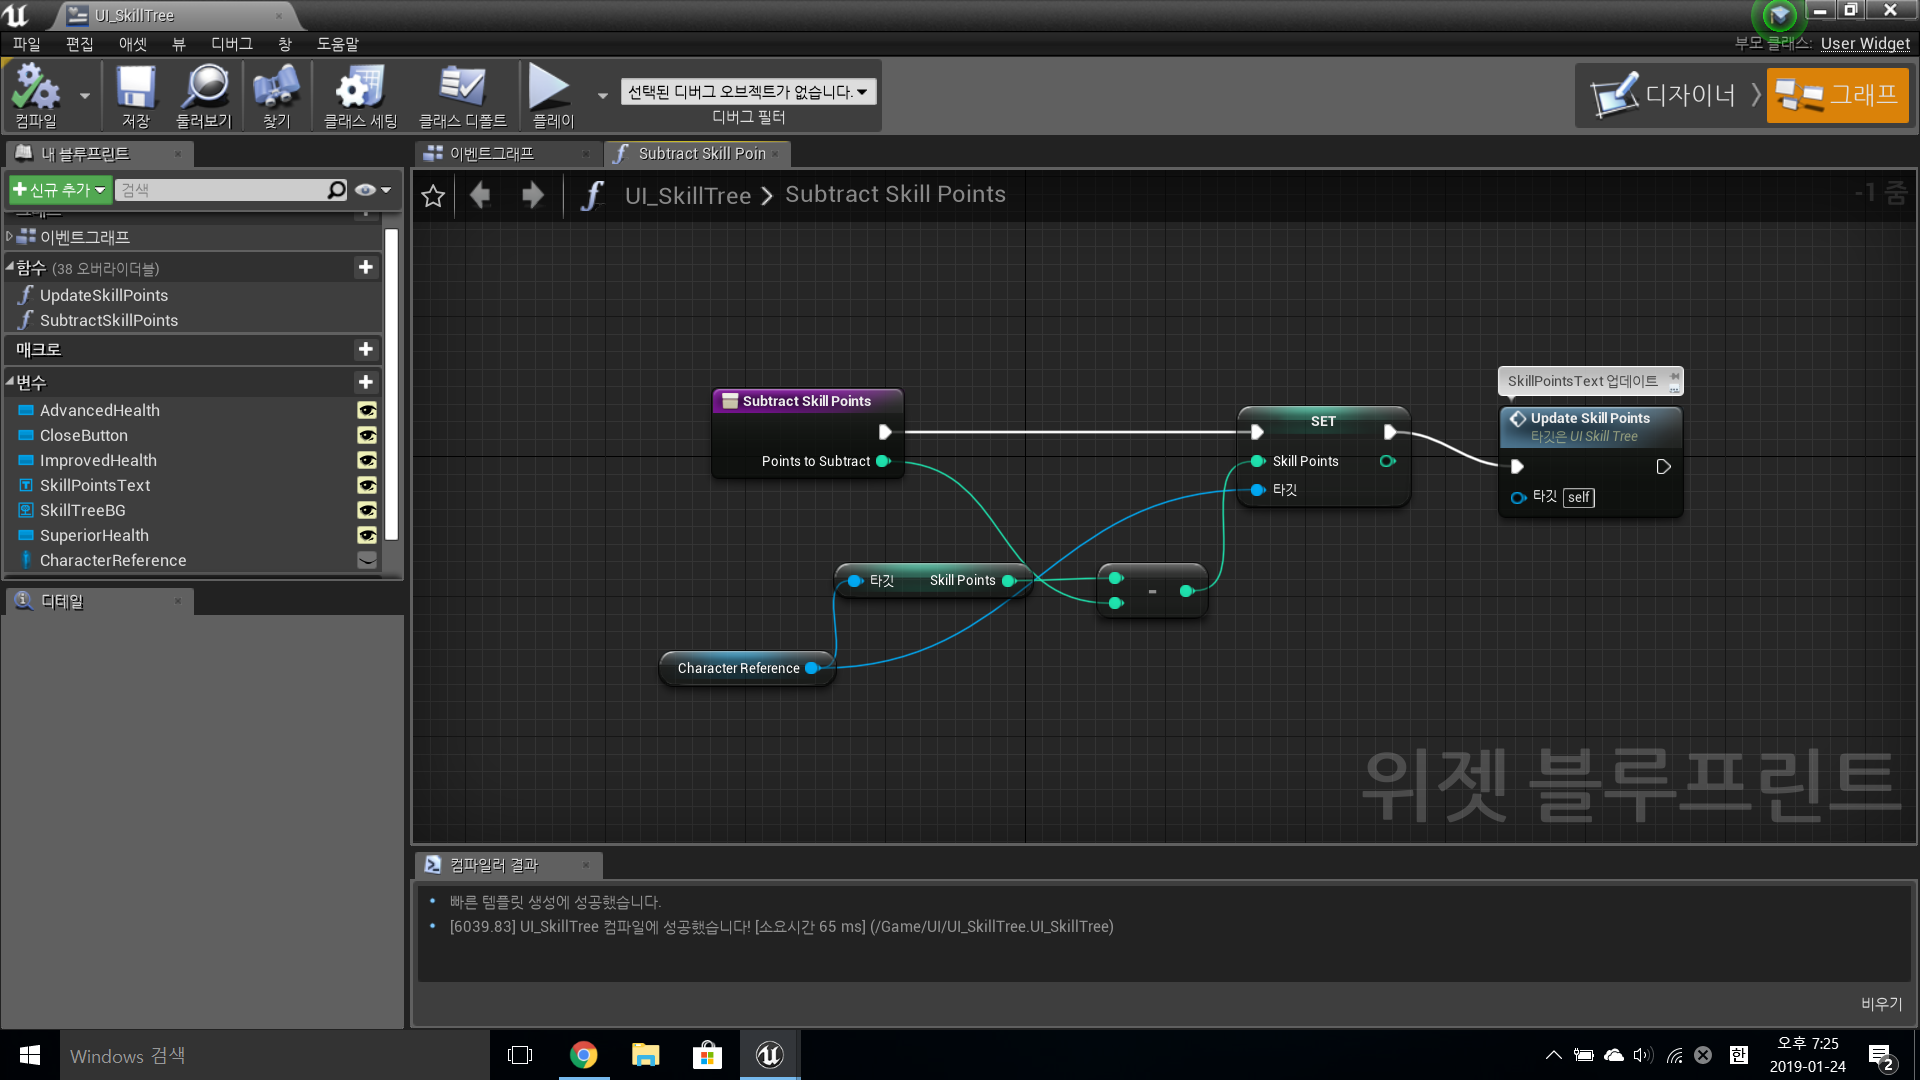 UI_SkillTree
파일 편집 애셋 뷰 디버그 창 도움말
부모 클래스: User Widget
컴파일 저장 둘러보기 찾기 클래스 세팅 클래스 디폴트 플레이
선택된 디버그 오브젝트가 없습니다.
디버그 필터
디자이너 그래프
내 블루프린트
신규 추가 검색
그래프
이벤트그래프
함수 (38 오버라이더블)
UpdateSkillPoints
SubtractSkillPoints
매크로
변수
AdvancedHealth
CloseButton
ImprovedHealth
SkillPointsText
SkillTreeBG
SuperiorHealth
CharacterReference
디테일
이벤트그래프
Subtract Skill Poin
UI_SkillTree > Subtract Skill Points
-1 줌
Subtract Skill Points
Points to Subtract
타깃 Skill Points
Character Reference
-
SET
Skill Points
타깃
SkillPointsText 업데이트
Update Skill Points
타깃은 UI Skill Tree
타깃 self
위젯 블루프린트
컴파일러 결과
빠른 템플릿 생성에 성공했습니다.
[6039.83] UI_SkillTree 컴파일에 성공했습니다! [소요시간 65 ms] (/Game/UI/UI_SkillTree.UI_SkillTree)
비우기
Windows 검색
한
오후 7:25
2019-01-24
2